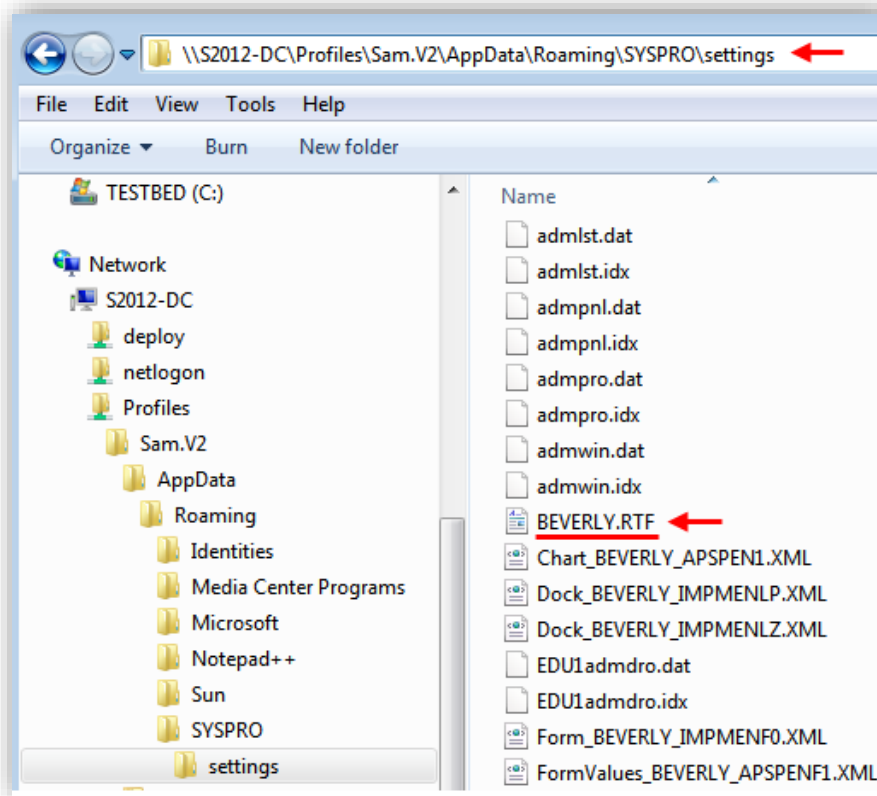 \\S2012-DC\Profiles\Sam.V2\AppData\Roaming\SYSPRO\settings
File Edit View Tools Help
Organize Burn New folder
TESTBED (C:)
Network
S2012-DC
deploy
netlogon
Profiles
Sam.V2
AppData
Roaming
Identities
Media Center Programs
Microsoft
Notepad++
Sun
SYSPRO
settings
Name
admlst.dat
admlst.idx
admpnl.dat
admpnl.idx
admpro.dat
admpro.idx
admwin.dat
admwin.idx
BEVERLY.RTF
Chart_BEVERLY_APSPEN1.XML
Dock_BEVERLY_IMPMENLP.XML
Dock_BEVERLY_IMPMENLZ.XML
EDU1admdro.dat
EDU1admdro.idx
Form_BEVERLY_IMPMENF0.XML
FormValues_BEVERLY_APSPENF1.XML